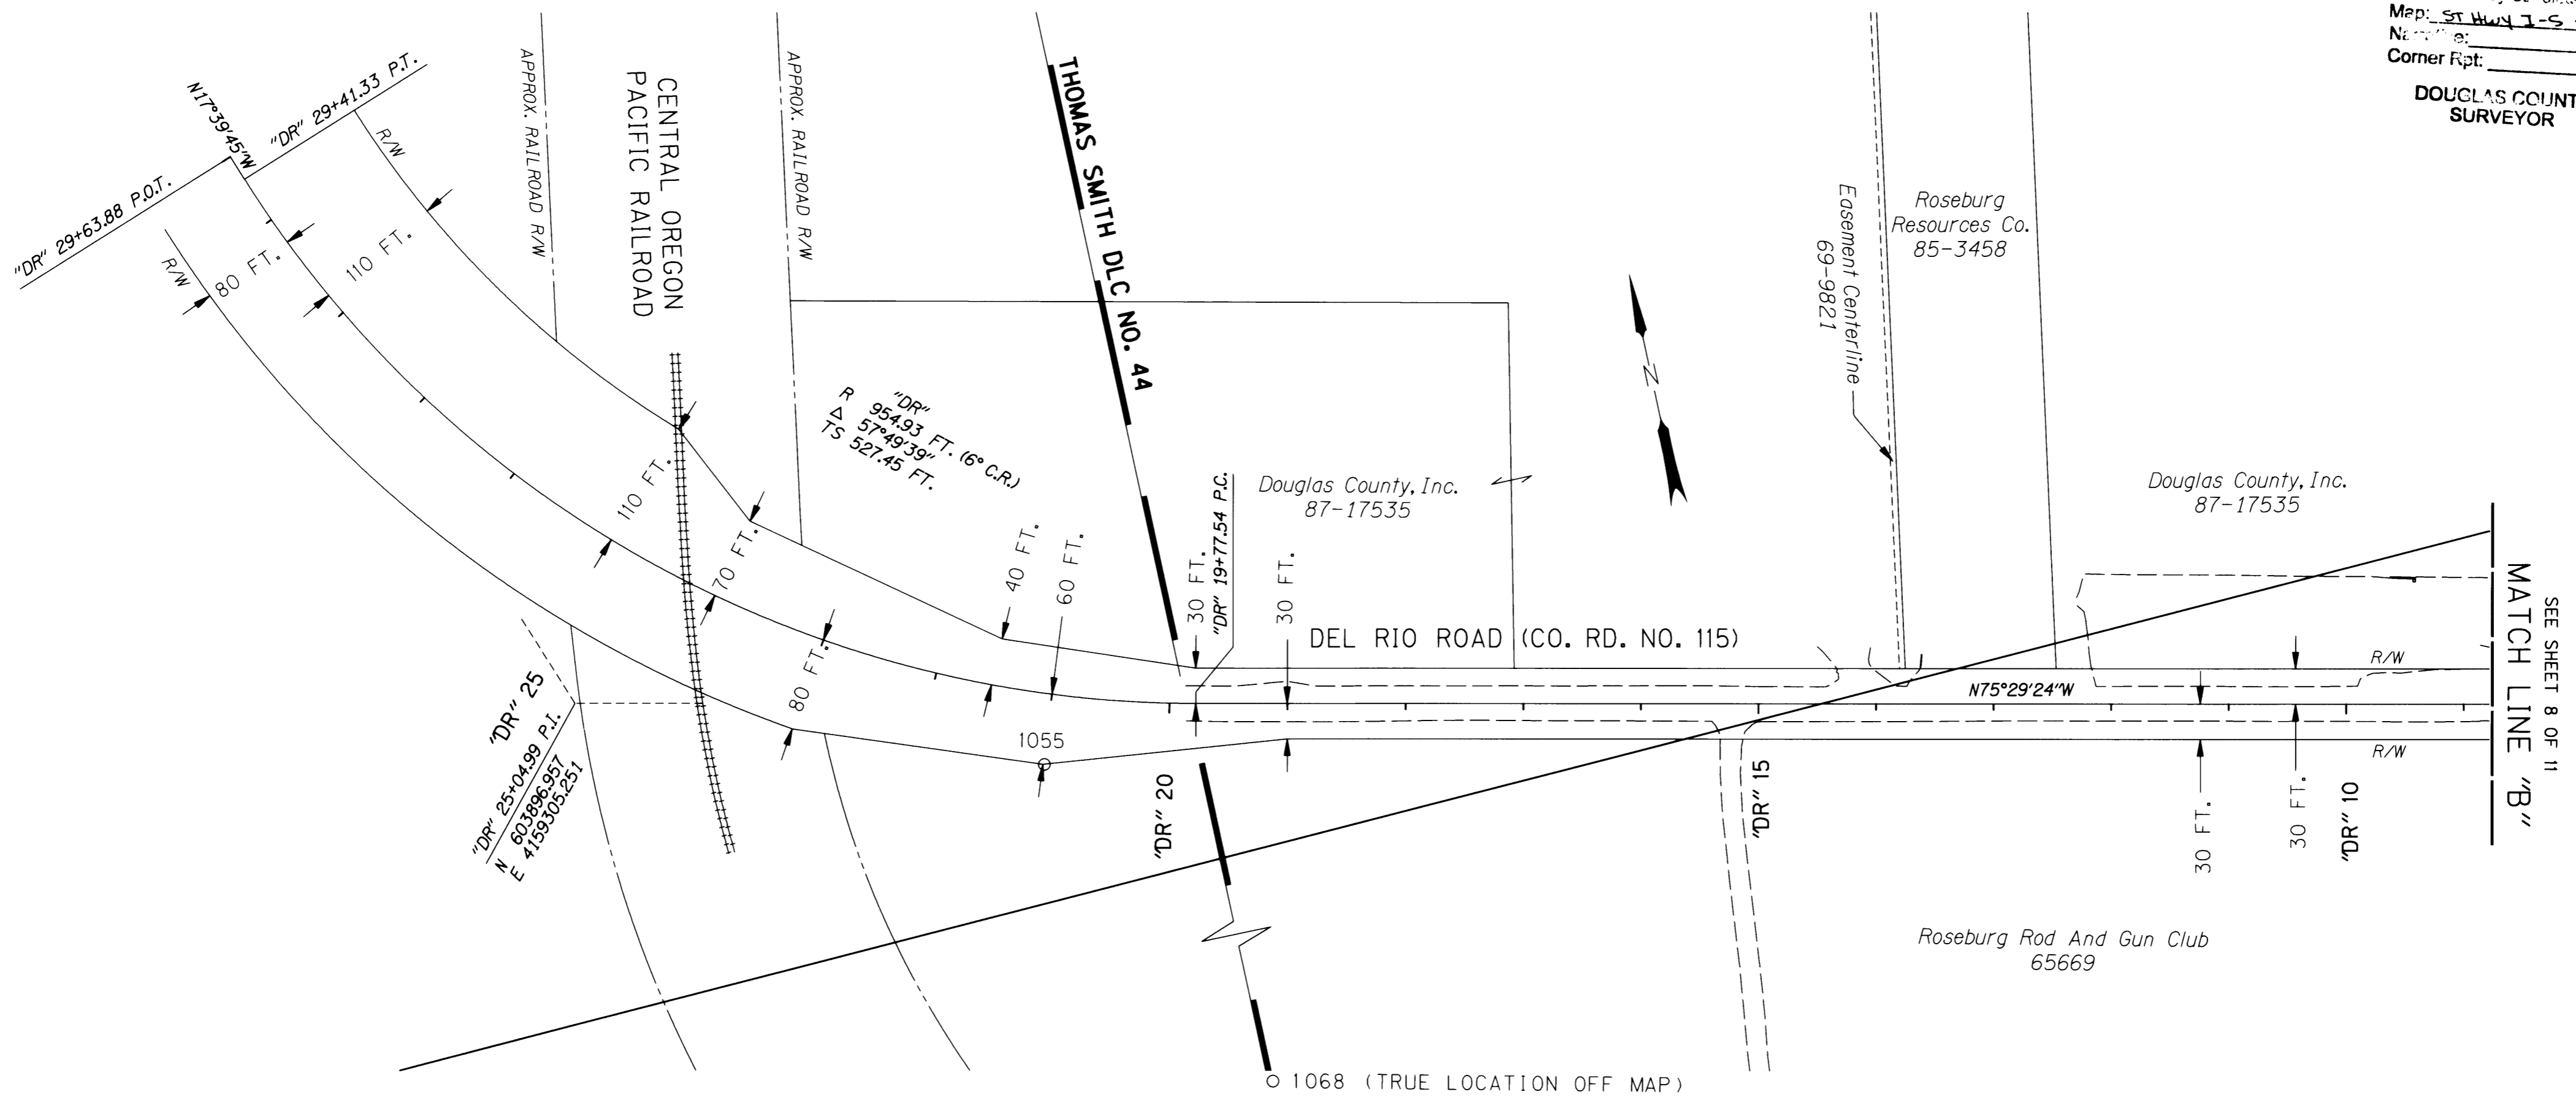 Map: ST HWY I-5
Corner Rpt:
DOUGLAS COUNT
SURVEYOR
N17°39'45"W
"DR" 29+41.33 P.T.
"DR" 29+63.88 P.O.T.
R/W
R/W
80 FT.
110 FT.
APPROX. RAILROAD R/W
CENTRAL OREGON
PACIFIC RAILROAD
APPROX. RAILROAD R/W
THOMAS SMITH DLC NO. 44
"DR"
R 954.93 FT. (6° C.R.)
Δ 57°49'39"
TS 527.45 FT.
110 FT.
70 FT.
80 FT.
40 FT.
60 FT.
30 FT.
"DR" 19+77.54 P.C.
30 FT.
Douglas County, Inc.
87-17535
N
Easement Centerline
69-9821
Roseburg
Resources Co.
85-3458
Douglas County, Inc.
87-17535
DEL RIO ROAD (CO. RD. NO. 115)
N75°29'24"W
R/W
R/W
SEE SHEET 8 OF 11
MATCH LINE "B"
"DR" 25
"DR" 25+04.99 P.I.
N 603896.957
E 4159305.251
1055
"DR" 20
"DR" 15
30 FT.
30 FT.
"DR" 10
Roseburg Rod And Gun Club
65669
1068 (TRUE LOCATION OFF MAP)